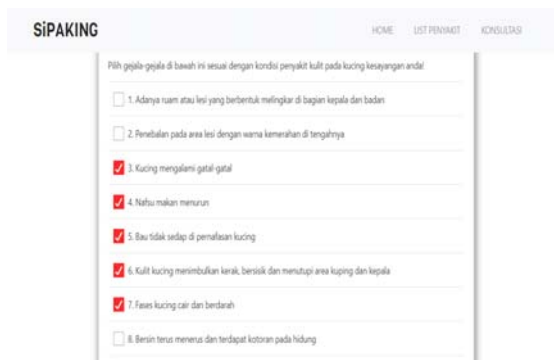 SiPAKING
HOME LIST PENYAKIT KONSULTASI
Pilih gejala-gejala di bawah ini sesuai dengan kondisi penyakit kulit pada kucing kesayangan anda!
1. Adanya ruam atau lesi yang berbentuk melingkar di bagian kepala dan badan
2. Penebalan pada area lesi dengan warna kemerahan di tengahnya
3. Kucing mengalami gatal-gatal
4. Nafsu makan menurun
5. Bau tidak sedap di pernafasan kucing
6. Kulit kucing menimbulkan kerak, bersisik dan menutupi area kuping dan kepala
7. Fases kucing cair dan berdarah
8. Bersin terus menerus dan terdapat kotoran pada hidung